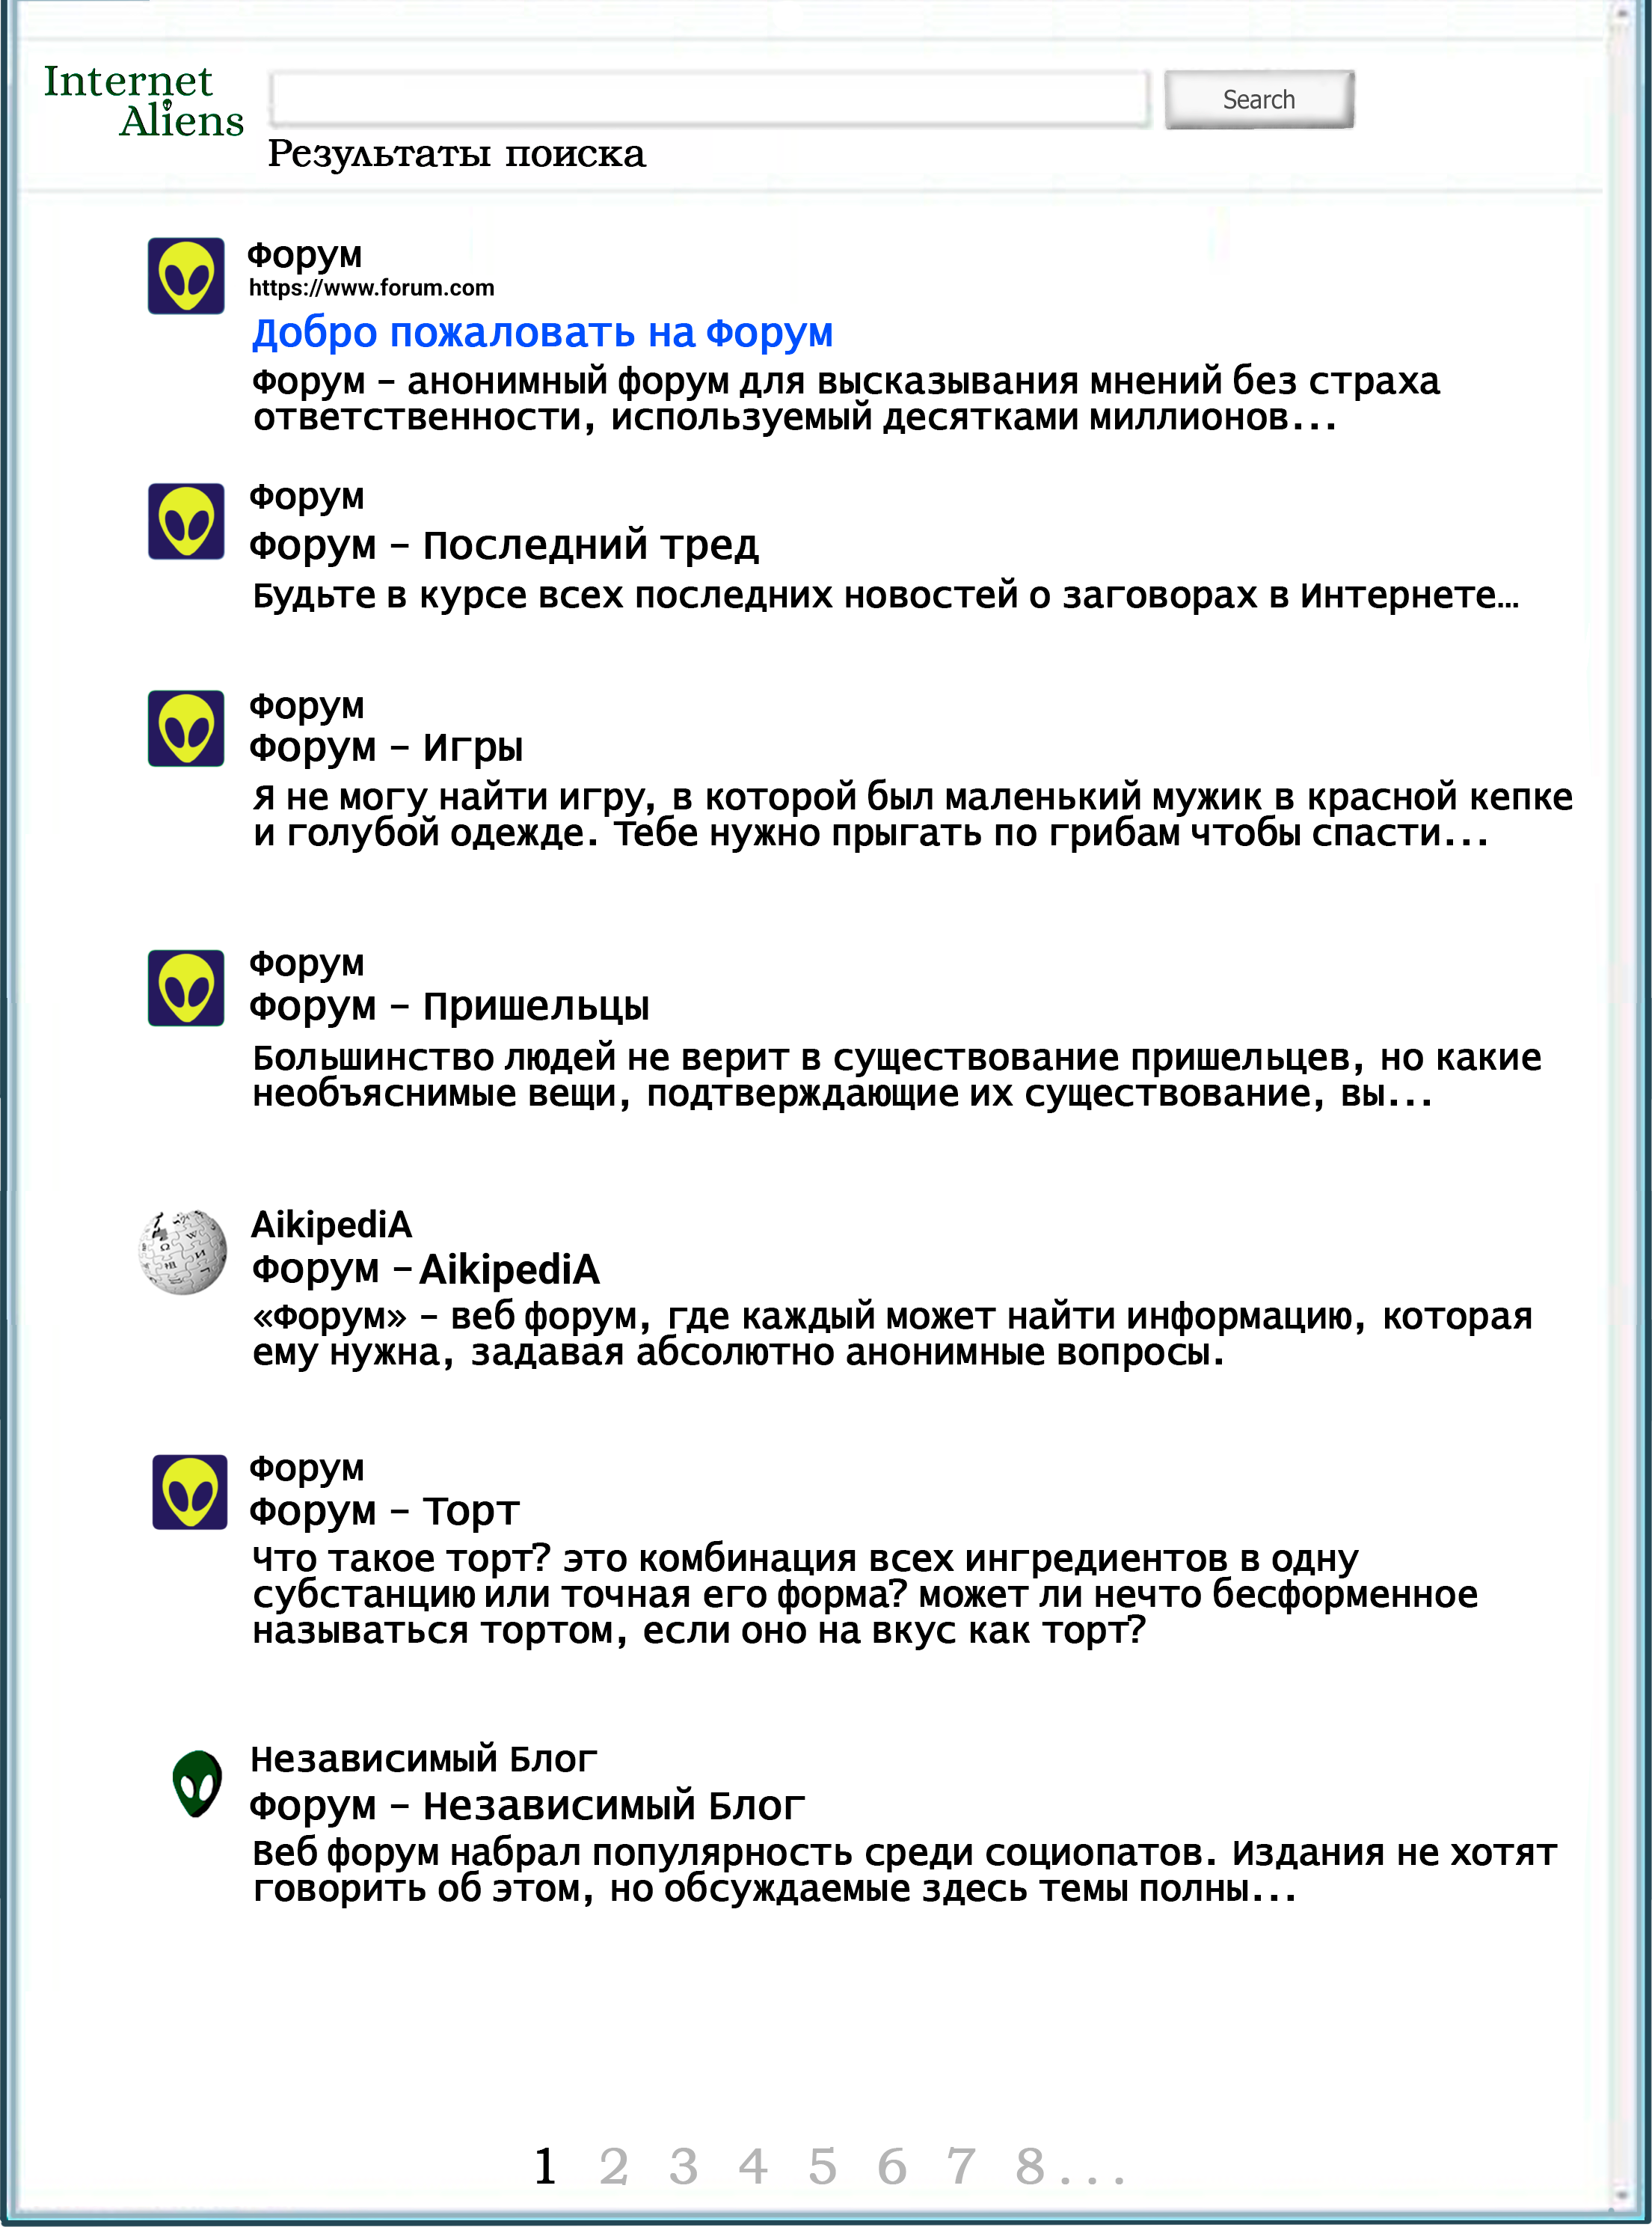 Internet
Aliens
Search
Результаты поиска
Форум
https://www.forum.com
Добро пожаловать на Форум
Форум – анонимный форум для высказывания мнений без страха
ответственности, используемый десятками миллионов...
Форум
Форум – Последний тред
Будьте в курсе всех последних новостей о заговорах в Интернете...
Форум
Форум – Игры
Я не могу найти игру, в которой был маленький мужик в красной кепке
и голубой одежде. Тебе нужно прыгать по грибам чтобы спасти...
Форум
Форум – Пришельцы
Большинство людей не верит в существование пришельцев, но какие
необъяснимые вещи, подтверждающие их существование, вы...
AikipediA
Форум – AikipediA
«Форум» – веб форум, где каждый может найти информацию, которая
ему нужна, задавая абсолютно анонимные вопросы.
Форум
Форум – Торт
Что такое торт? это комбинация всех ингредиентов в одну
субстанцию или точная его форма? может ли нечто бесформенное
называться тортом, если оно на вкус как торт?
Независимый Блог
Форум – Независимый Блог
Веб форум набрал популярность среди социопатов. Издания не хотят
говорить об этом, но обсуждаемые здесь темы полны...
1 2 3 4 5 6 7 8...